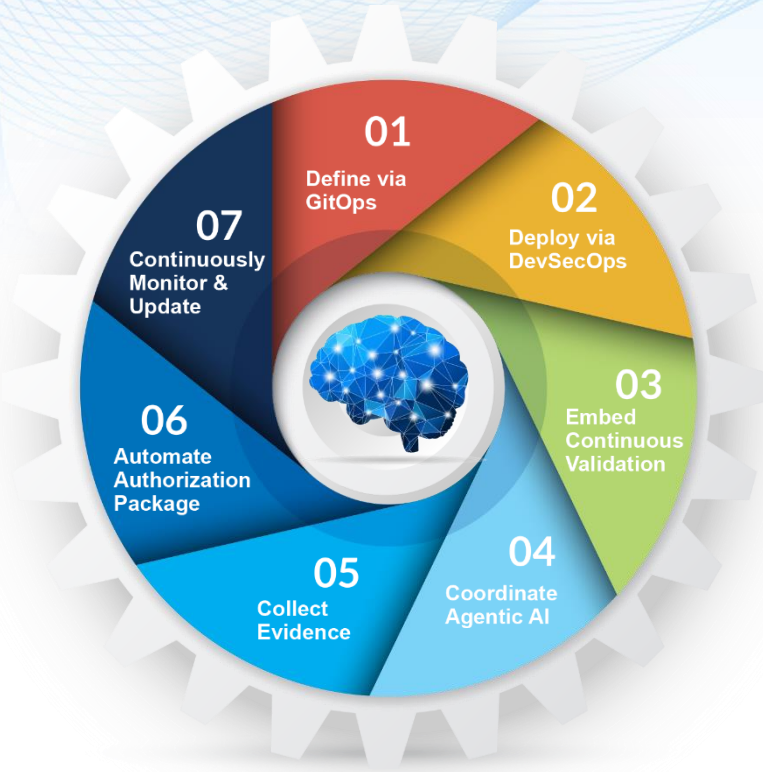 01
Define via
GitOps
02
Deploy via
DevSecOps
03
Embed
Continuous
Validation
04
Coordinate
Agentic AI
05
Collect
Evidence
06
Automate
Authorization
Package
07
Continuously
Monitor &
Update